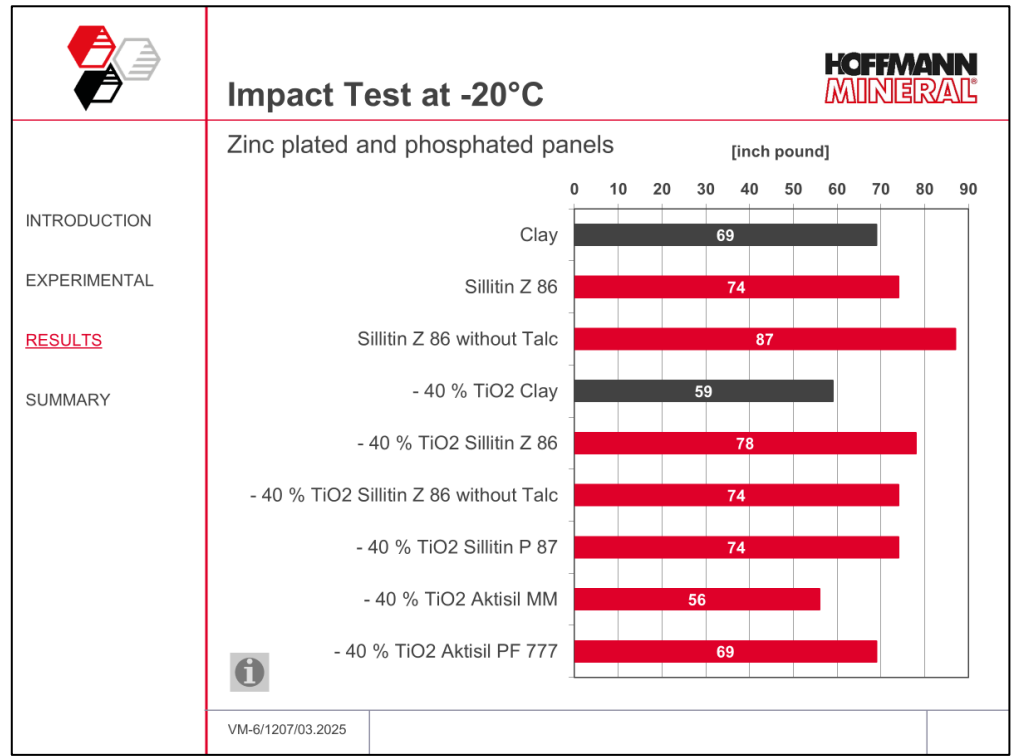 HOFFMANN
MINERAL®
Impact Test at -20°C
Zinc plated and phosphated panels
[inch pound]
0 10 20 30 40 50 60 70 80 90
INTRODUCTION
EXPERIMENTAL
RESULTS
SUMMARY
Clay 69
Sillitin Z 86 74
Sillitin Z 86 without Talc 87
- 40 % TiO2 Clay 59
- 40 % TiO2 Sillitin Z 86 78
- 40 % TiO2 Sillitin Z 86 without Talc 74
- 40 % TiO2 Sillitin P 87 74
- 40 % TiO2 Aktisil MM 56
- 40 % TiO2 Aktisil PF 777 69
i
VM-6/1207/03.2025